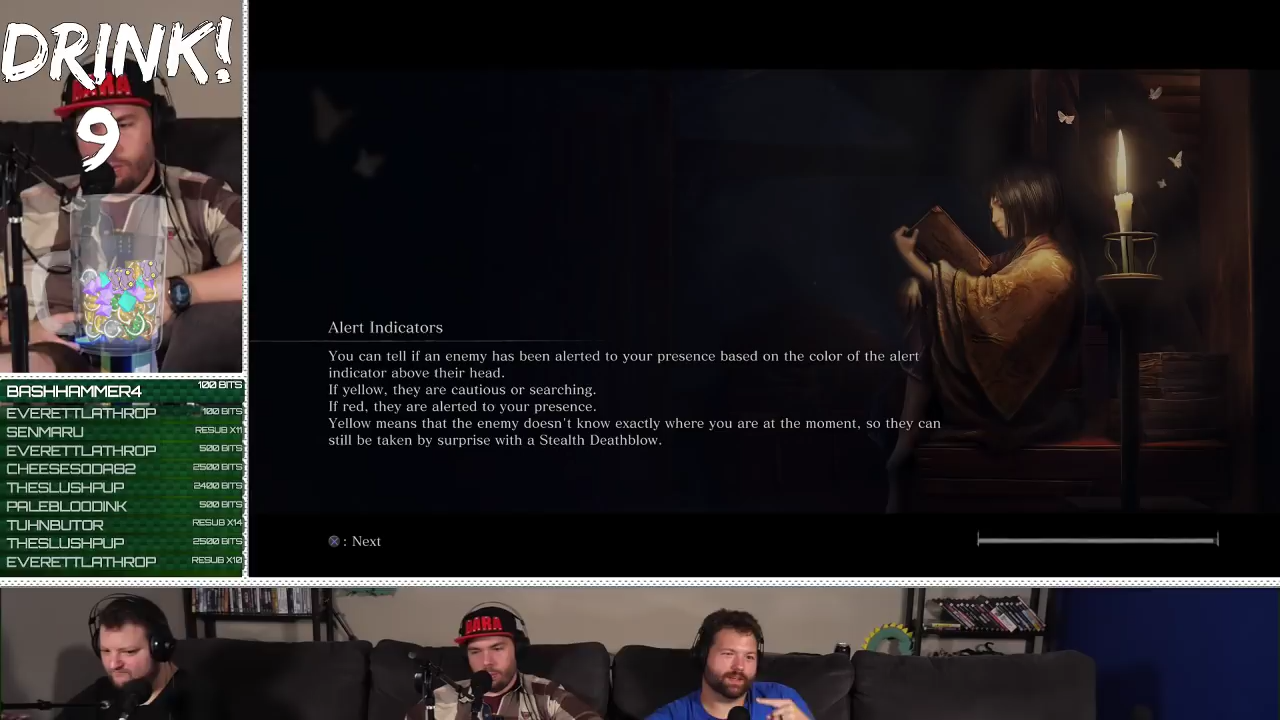 DRINK!
9
BASHHAMMER4 100 BITS
EVERETTLATHROP 100 BITS
SENMARU RESUB X11
EVERETTLATHROP 500 BITS
CHEESESODA82 2500 BITS
THESLUSHPUP 2400 BITS
PALEBLOODINK 500 BITS
TUHNBUTOR RESUB X14
THESLUSHPUP 2500 BITS
EVERETTLATHROP RESUB X10
Alert Indicators
You can tell if an enemy has been alerted to your presence based on the color of the alert
indicator above their head.
If yellow, they are cautious or searching.
If red, they are alerted to your presence.
Yellow means that the enemy doesn't know exactly where you are at the moment, so they can
still be taken by surprise with a Stealth Deathblow.
: Next